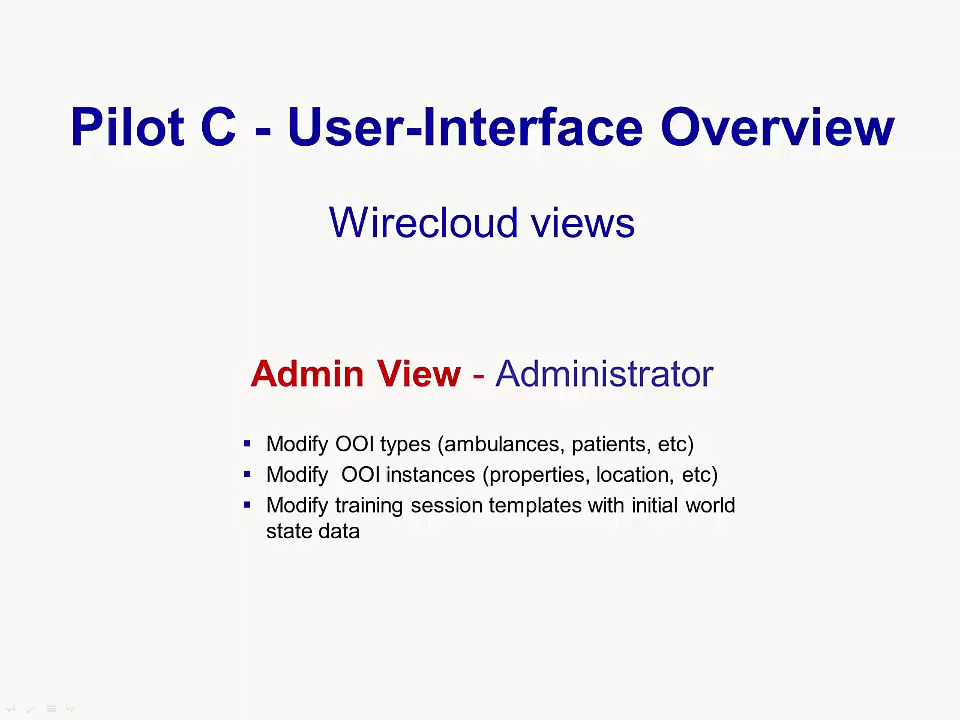 Pilot C - User-Interface Overview
Wirecloud views
Admin View - Administrator
▪ Modify OOI types (ambulances, patients, etc)
▪ Modify  OOI instances (properties, location, etc)
▪ Modify training session templates with initial world
state data